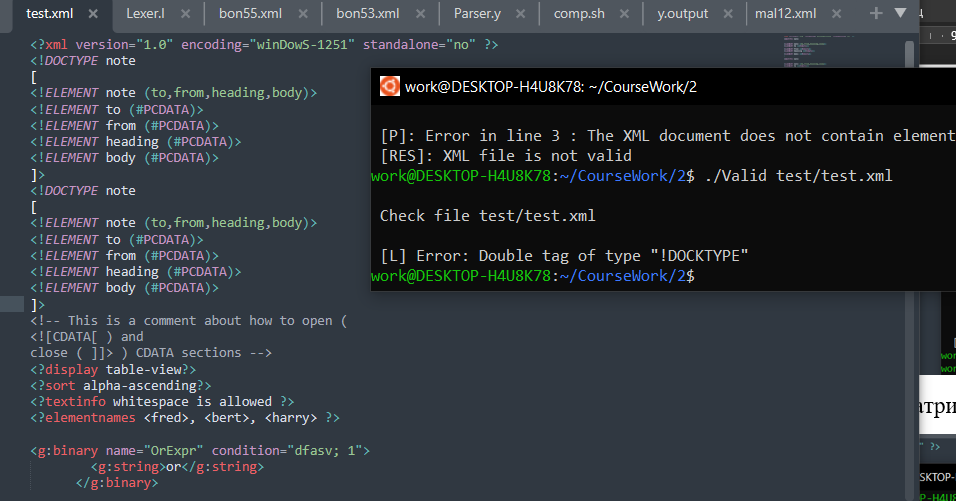 test.xml Lexer.l bon55.xml bon53.xml Parser.y comp.sh y.output mal12.xml
<?xml version="1.0" encoding="winDowS-1251" standalone="no" ?>
<!DOCTYPE note
[
<!ELEMENT note (to,from,heading,body)>
<!ELEMENT to (#PCDATA)>
<!ELEMENT from (#PCDATA)>
<!ELEMENT heading (#PCDATA)>
<!ELEMENT body (#PCDATA)>
]>
<!DOCTYPE note
[
<!ELEMENT note (to,from,heading,body)>
<!ELEMENT to (#PCDATA)>
<!ELEMENT from (#PCDATA)>
<!ELEMENT heading (#PCDATA)>
<!ELEMENT body (#PCDATA)>
]>
<!-- This is a comment about how to open (
<![CDATA[ ) and
close ( ]]> ) CDATA sections -->
<?display table-view?>
<?sort alpha-ascending?>
<?textinfo whitespace is allowed ?>
<?elementnames <fred>, <bert>, <harry> ?>
<g:binary name="OrExpr" condition="dfasv; 1">
<g:string>or</g:string>
</g:binary>
work@DESKTOP-H4U8K78: ~/CourseWork/2
[P]: Error in line 3 : The XML document does not contain element
[RES]: XML file is not valid
work@DESKTOP-H4U8K78:~/CourseWork/2$ ./Valid test/test.xml
Check file test/test.xml
[L] Error: Double tag of type "!DOCKTYPE"
work@DESKTOP-H4U8K78:~/CourseWork/2$